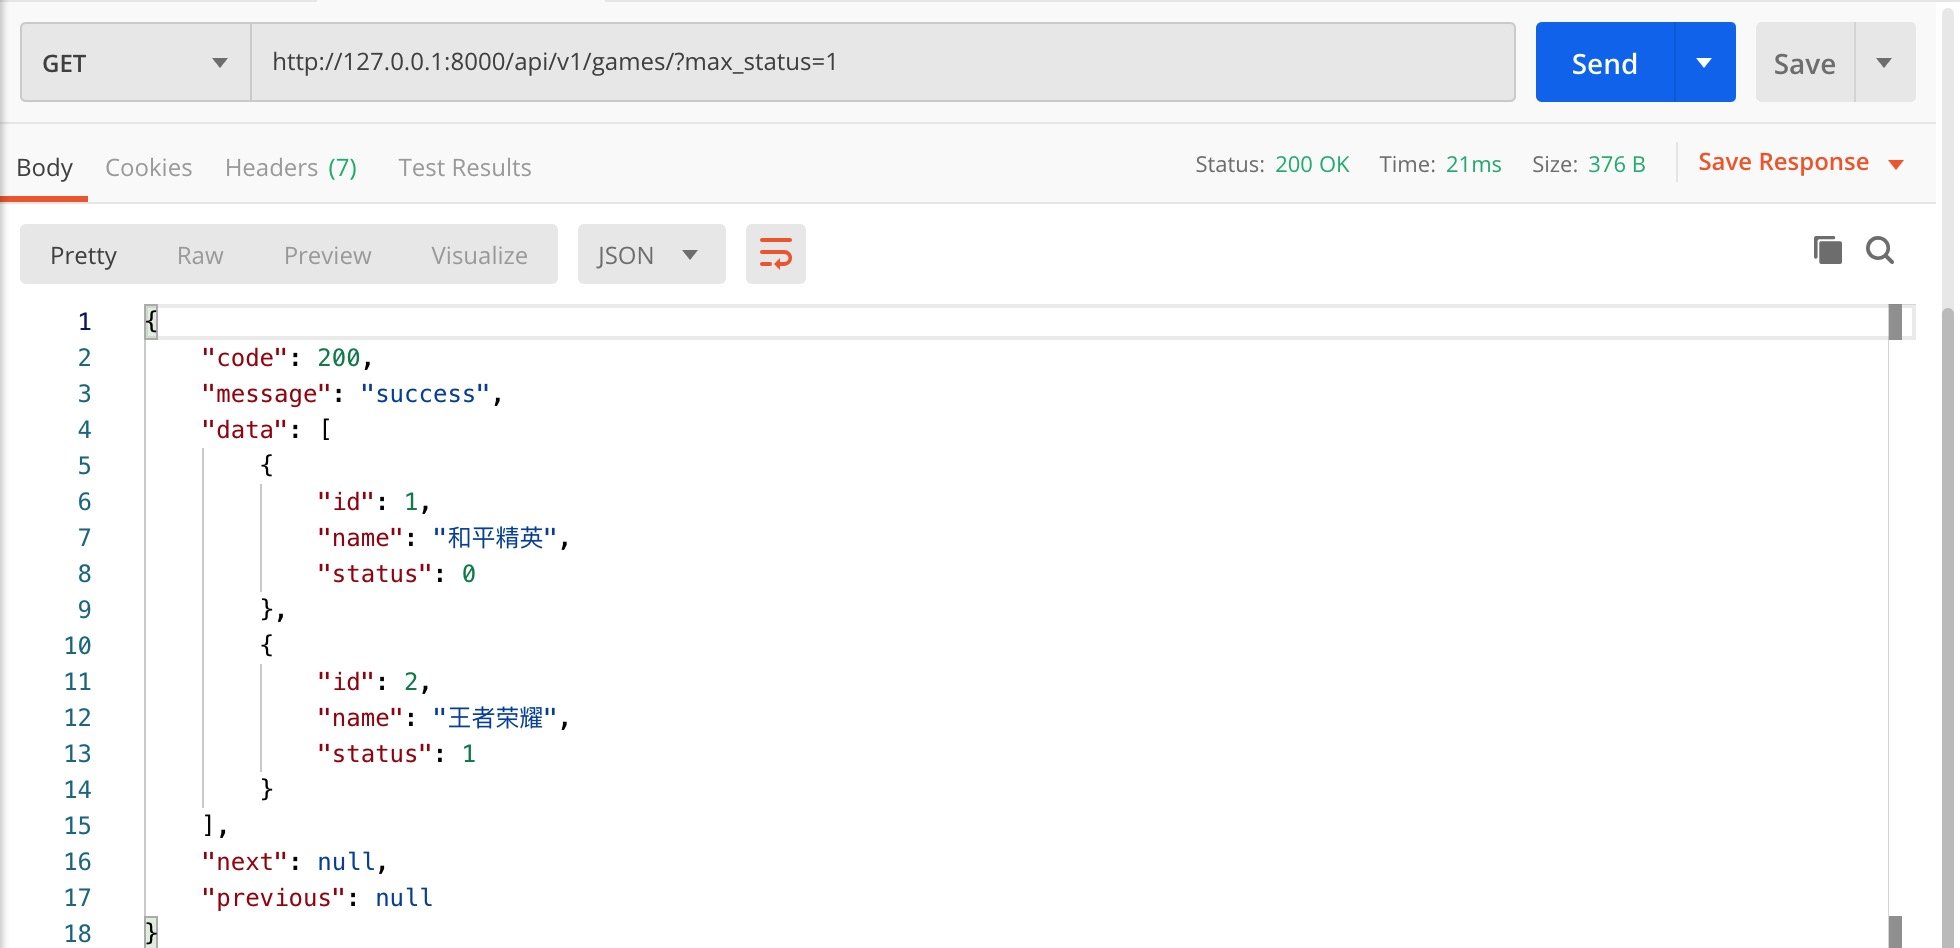 GET http://127.0.0.1:8000/api/v1/games/?max_status=1 Send Save
Body Cookies Headers (7) Test Results Status: 200 OK Time: 21ms Size: 376 B Save Response
Pretty Raw Preview Visualize JSON
1 {
2 "code": 200,
3 "message": "success",
4 "data": [
5 {
6 "id": 1,
7 "name": "和平精英",
8 "status": 0
9 },
10 {
11 "id": 2,
12 "name": "王者荣耀",
13 "status": 1
14 }
15 ],
16 "next": null,
17 "previous": null
18 }